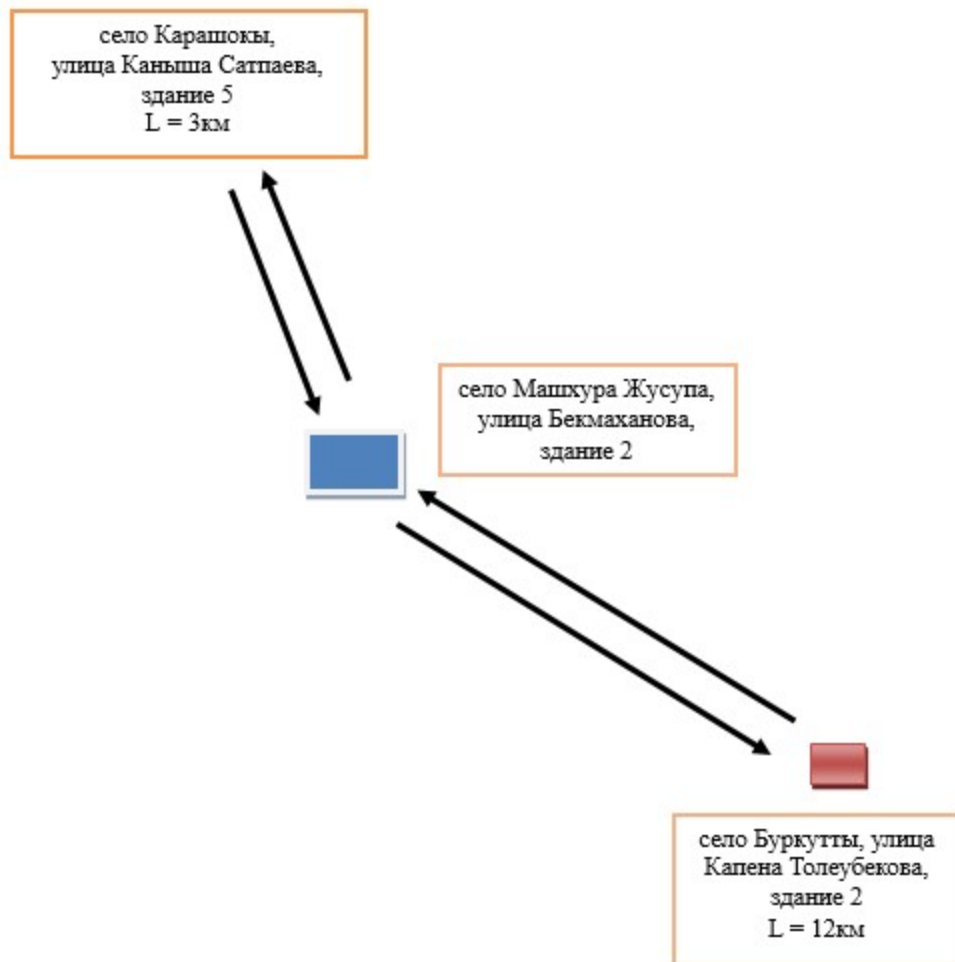 село Карашокы,
улица Каныша Сатпаева,
здание 5
L = 3км
село Машхура Жусупа,
улица Бекмаханова,
здание 2
село Буркутты, улица
Капена Толеубекова,
здание 2
L = 12км